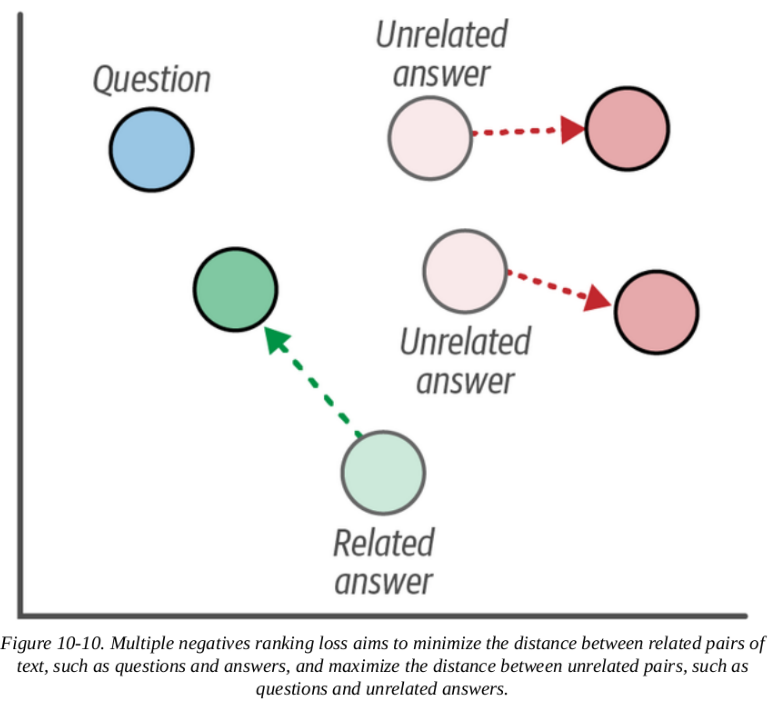 Question
Unrelated
answer
Unrelated
answer
Related
answer
Figure 10-10. Multiple negatives ranking loss aims to minimize the distance between related pairs of
text, such as questions and answers, and maximize the distance between unrelated pairs, such as
questions and unrelated answers.